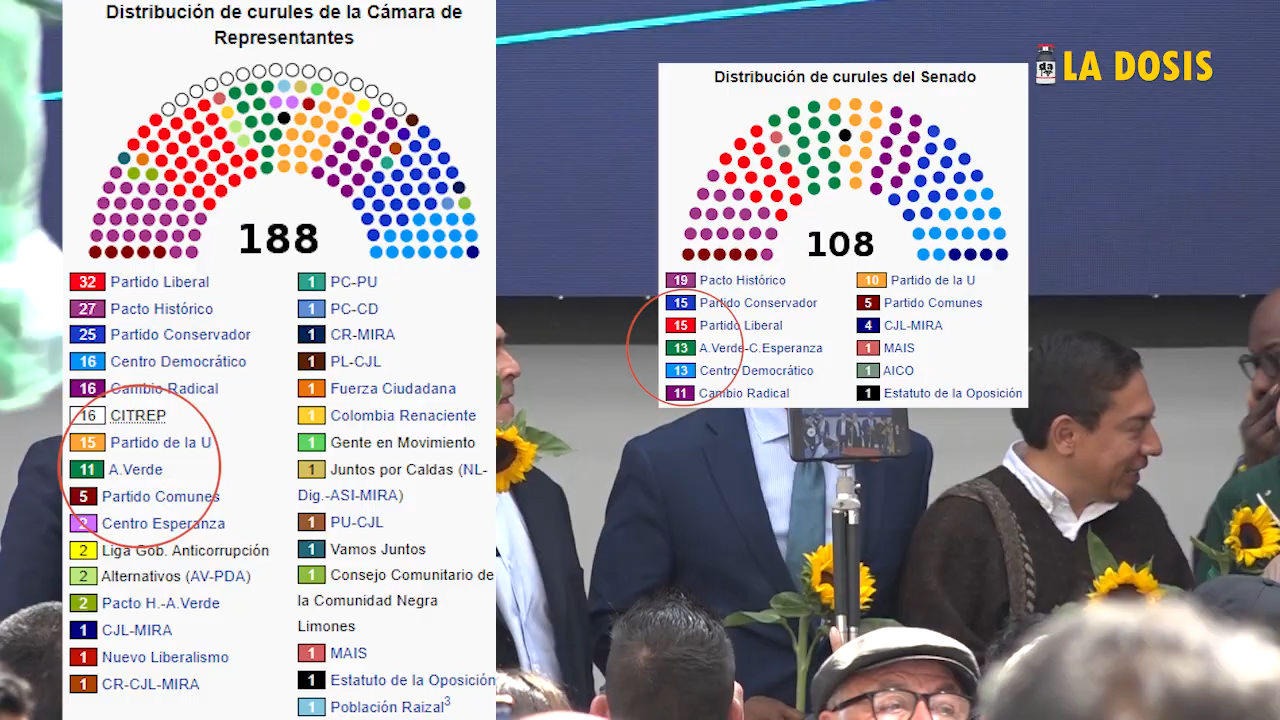 Distribución de curules de la Cámara de
Representantes
188
32 Partido Liberal
27 Pacto Histórico
25 Partido Conservador
16 Centro Democrático
16 Cambio Radical
16 CITREP
15 Partido de la U
11 A.Verde
5 Partido Comunes
2 Centro Esperanza
2 Liga Gob. Anticorrupción
2 Alternativos (AV-PDA)
2 Pacto H.-A.Verde
1 CJL-MIRA
1 Nuevo Liberalismo
1 CR-CJL-MIRA
1 PC-PU
1 PC-CD
1 CR-MIRA
1 PL-CJL
1 Fuerza Ciudadana
1 Colombia Renaciente
1 Gente en Movimiento
1 Juntos por Caldas (NL-
Dig.-ASI-MIRA)
1 PU-CJL
1 Vamos Juntos
1 Consejo Comunitario de
la Comunidad Negra
Limones
1 MAIS
1 Estatuto de la Oposición
1 Población Raizal3
Distribución de curules del Senado
108
19 Pacto Histórico
15 Partido Conservador
15 Partido Liberal
13 A.Verde-C.Esperanza
13 Centro Democrático
11 Cambio Radical
10 Partido de la U
5 Partido Comunes
4 CJL-MIRA
1 MAIS
1 AICO
1 Estatuto de la Oposición
LA DOSIS